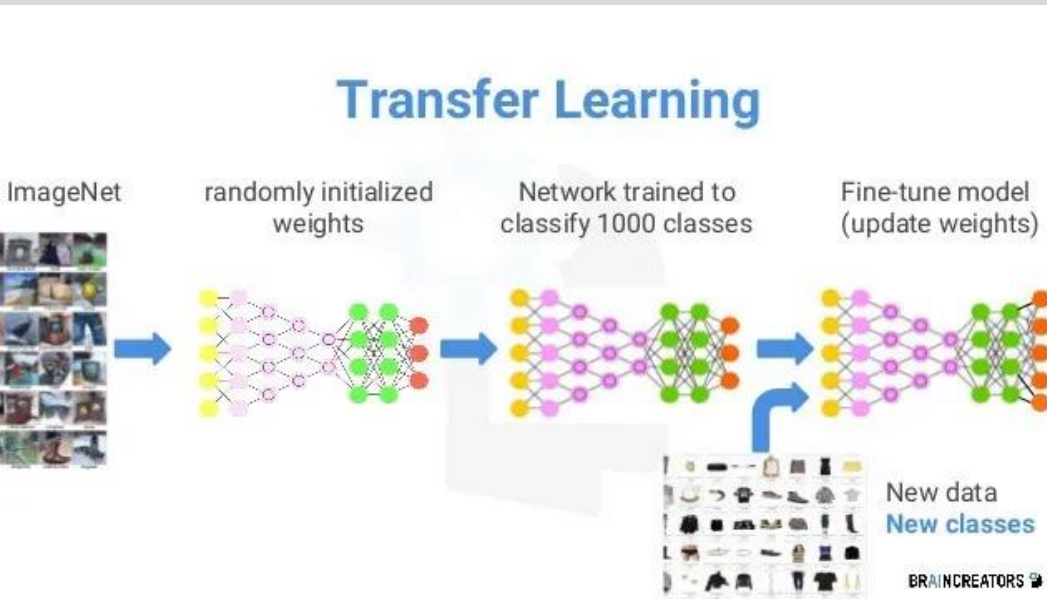 Transfer Learning
ImageNet
randomly initialized
weights
Network trained to
classify 1000 classes
Fine-tune model
(update weights)
New data
New classes
BRAINCREATORS